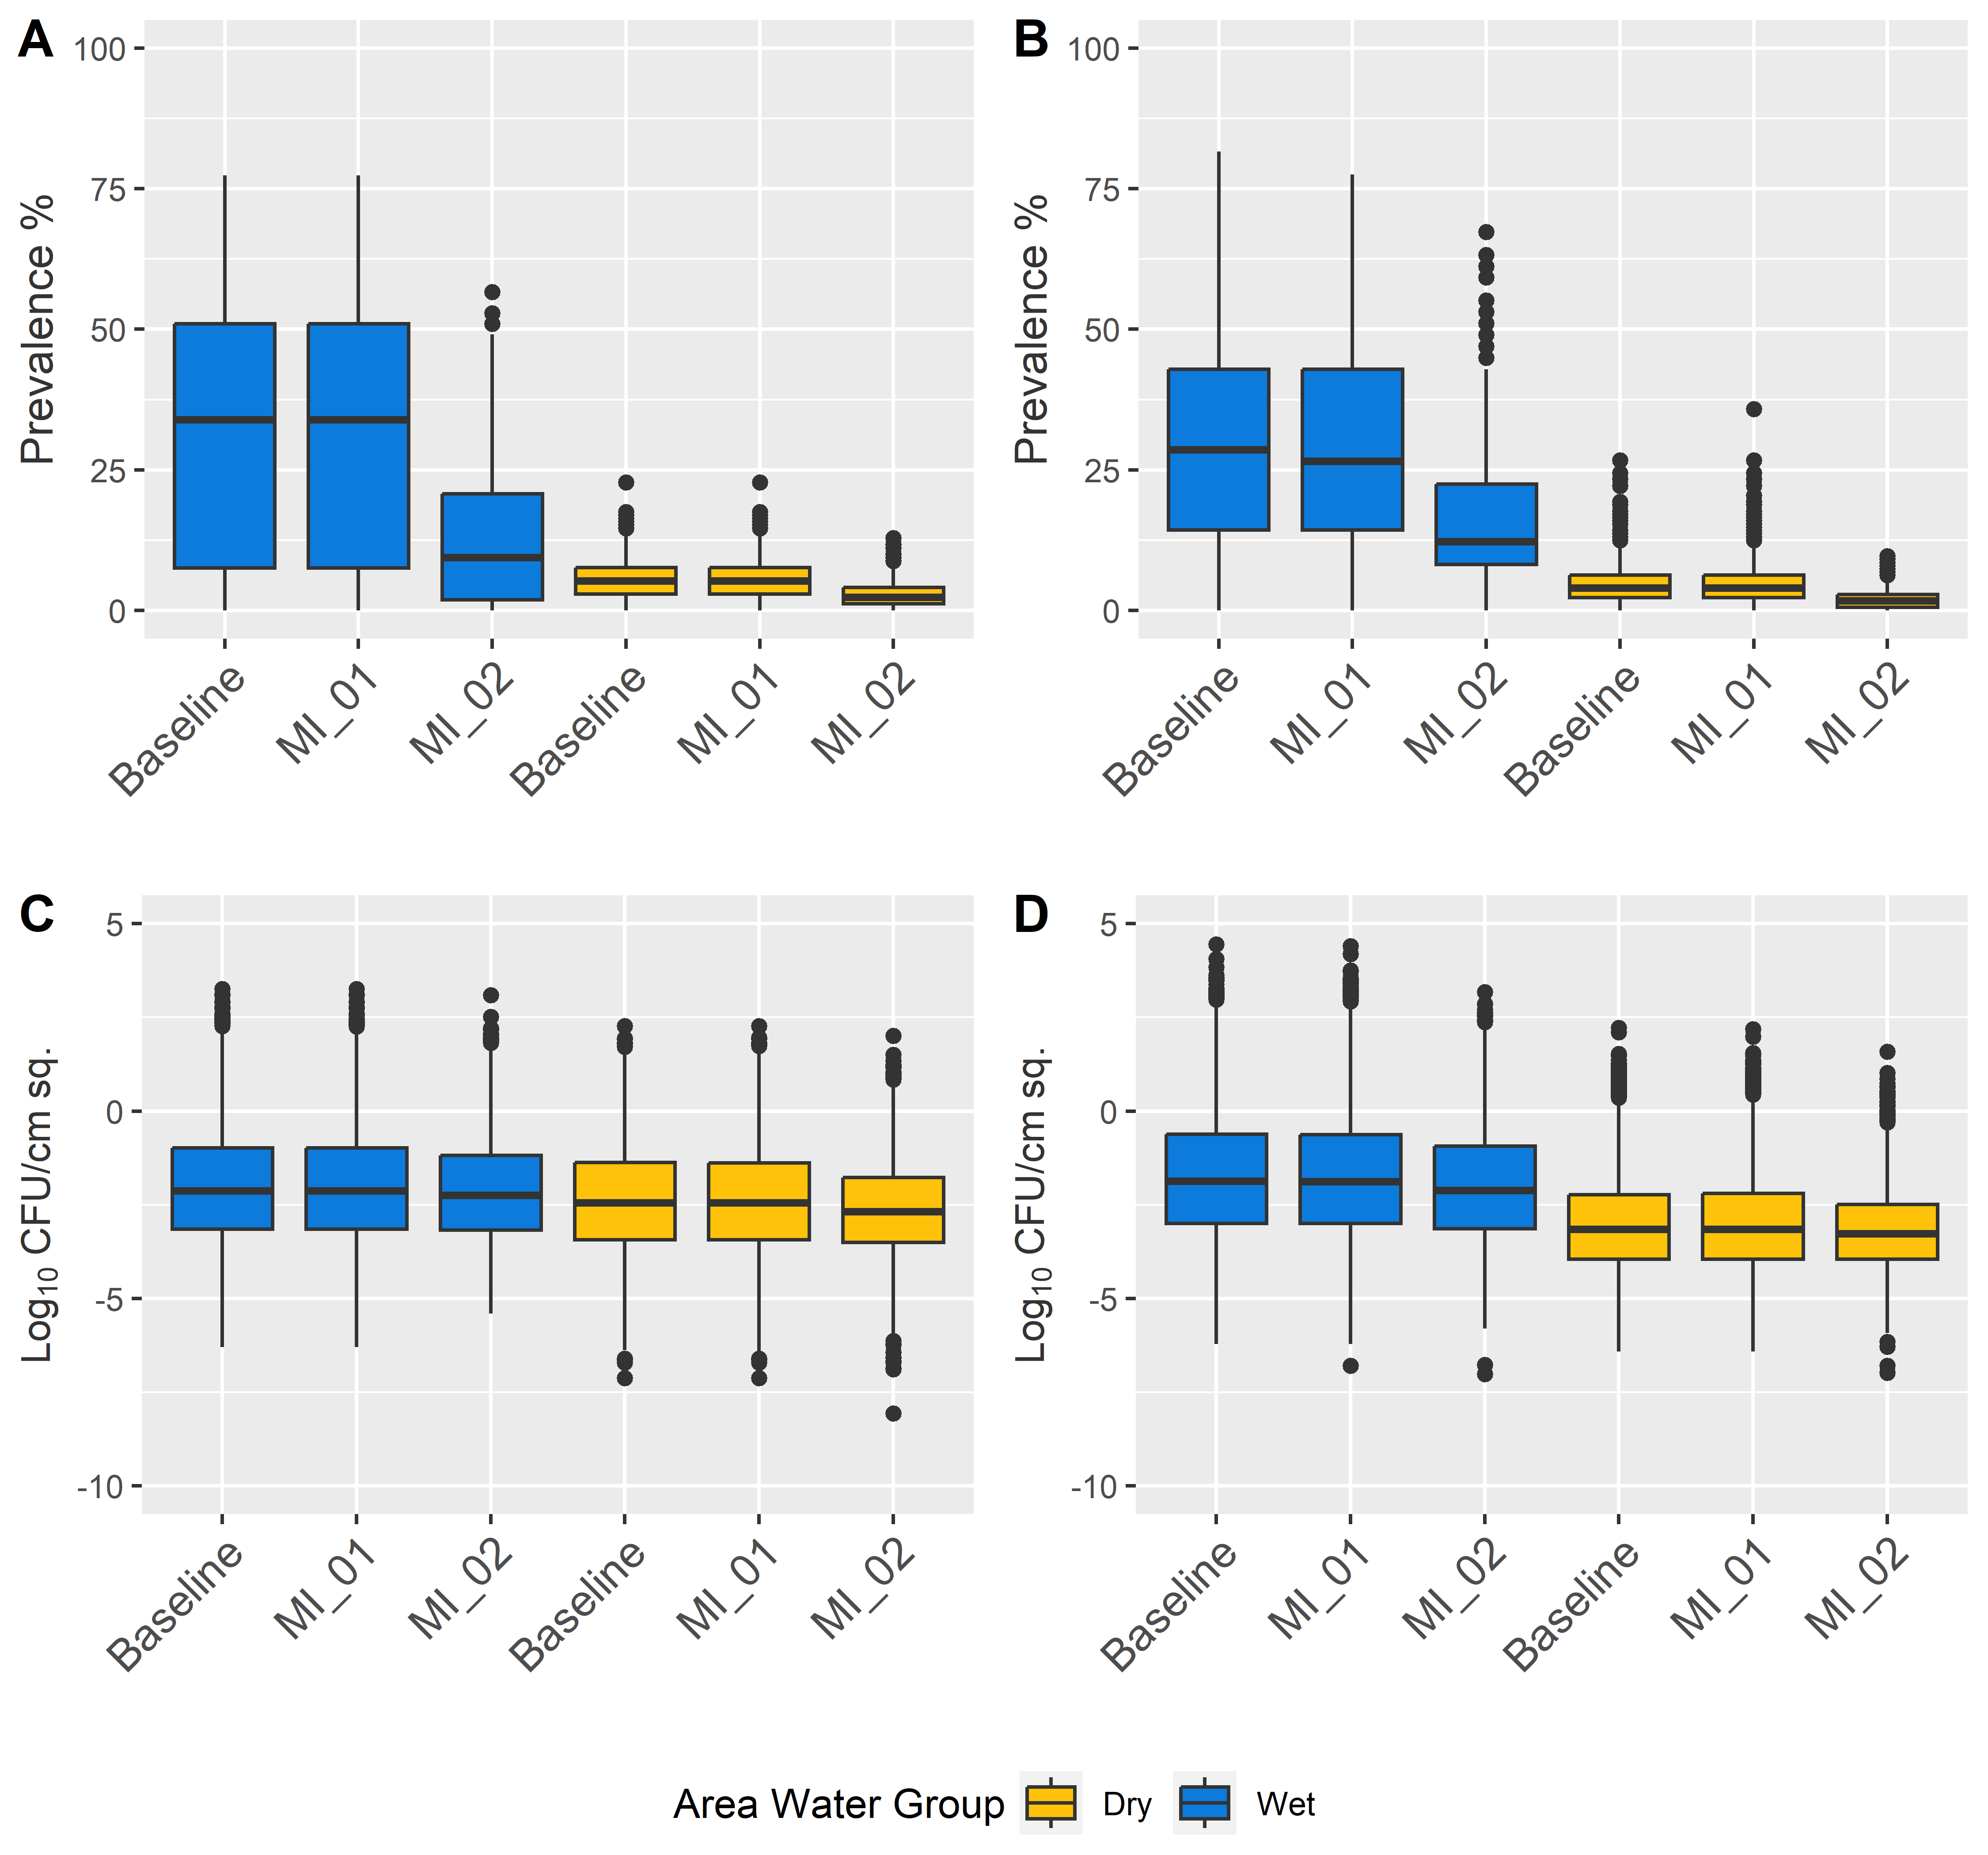 A
Prevalence %
100
75
50
25
0
Baseline
MI_01
MI_02
Baseline
MI_01
MI_02
B
Prevalence %
100
75
50
25
0
Baseline
MI_01
MI_02
Baseline
MI_01
MI_02
C
Log₁₀ CFU/cm sq.
5
0
-5
-10
Baseline
MI_01
MI_02
Baseline
MI_01
MI_02
D
Log₁₀ CFU/cm sq.
5
0
-5
-10
Baseline
MI_01
MI_02
Baseline
MI_01
MI_02
Area Water Group Dry Wet